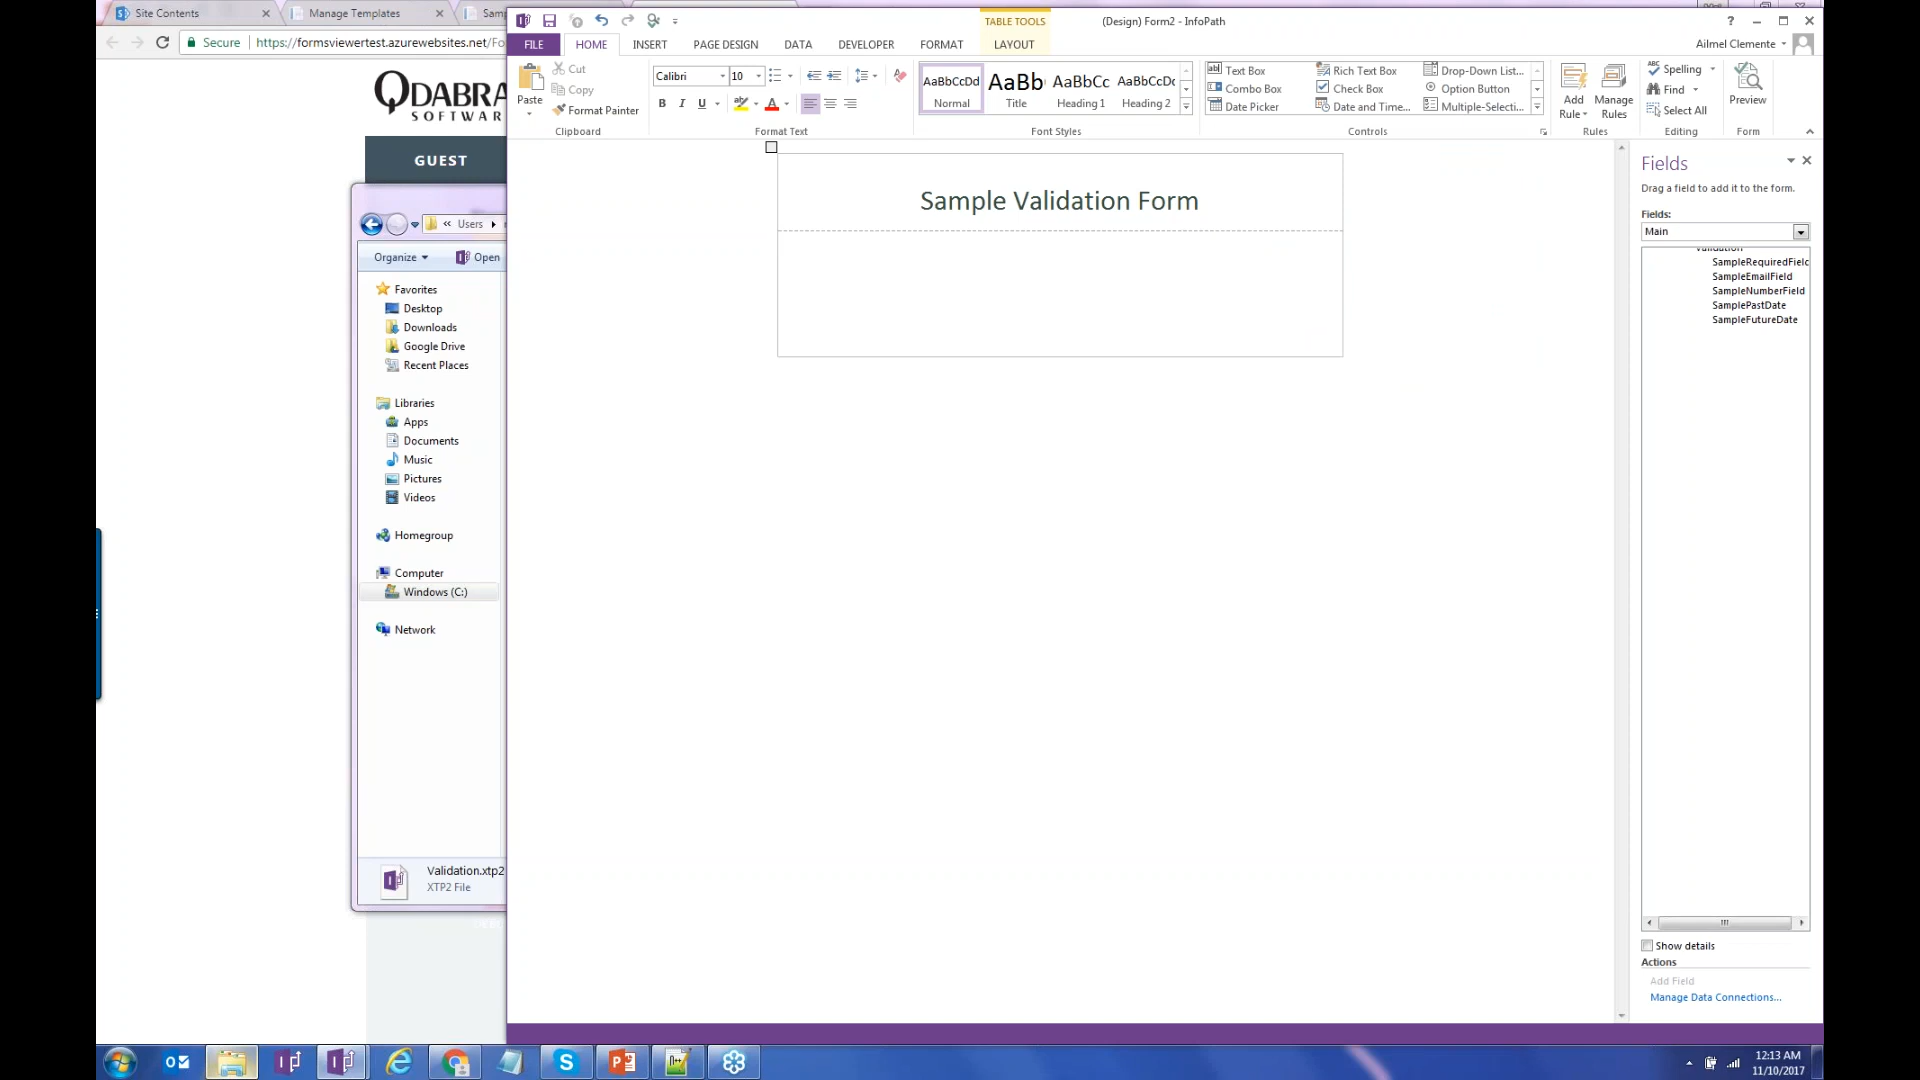 Site Contents
Manage Templates
Sam
TABLE TOOLS
(Design) Form2 - InfoPath
Secure
https://formsviewertest.azurewebsites.net/Fo
FILE
HOME
INSERT
PAGE DESIGN
DATA
DEVELOPER
FORMAT
LAYOUT
Ailmel Clemente
Paste
Cut
Copy
Format Painter
Clipboard
Calibri
10
B I U
Format Text
AaBbCcDd
Normal
AaBb
Title
AaBbCc
Heading 1
AaBbCcDc
Heading 2
Font Styles
Text Box
Combo Box
Date Picker
Rich Text Box
Check Box
Date and Time...
Drop-Down List...
Option Button
Multiple-Selecti...
Controls
Add Rule
Manage Rules
Rules
Spelling
Find
Select All
Editing
Preview
Form
QDABRA
SOFTWAR
GUEST
« Users
Organize
Open
Favorites
Desktop
Downloads
Google Drive
Recent Places
Libraries
Apps
Documents
Music
Pictures
Videos
Homegroup
Computer
Windows (C:)
Network
Validation.xtp2
XTP2 File
Sample Validation Form
Fields
Drag a field to add it to the form.
Fields:
Main
Validation
SampleRequiredField
SampleEmailField
SampleNumberField
SamplePastDate
SampleFutureDate
Show details
Actions
Add Field
Manage Data Connections...
12:13 AM
11/10/2017